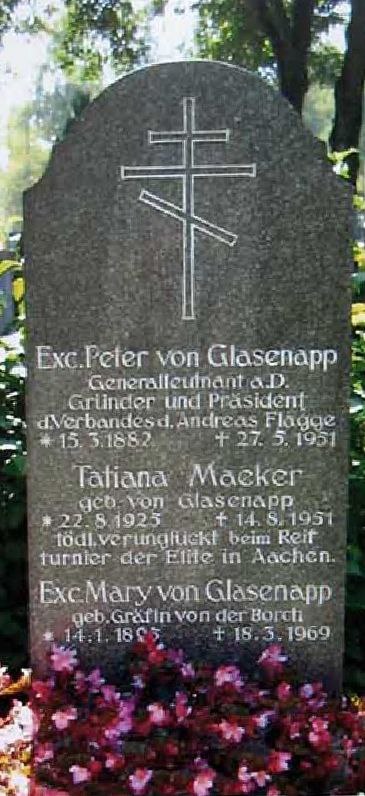 Exc. Peter von Glasenapp
Generalleutnant a.D.
Gründer und Präsident
d.Verbandes d. Andreas Flagge
* 15. 3. 1882 † 27. 5. 1951
Tatiana Maeker
geb. von Glasenapp
* 22. 8. 1925 † 14. 8. 1951
tödl. verunglückt beim Reit
turnier der Elite in Aachen.
Exc. Mary von Glasenapp
geb. Gräfin von der Borch
* 14. 1. † 18. 3. 1969